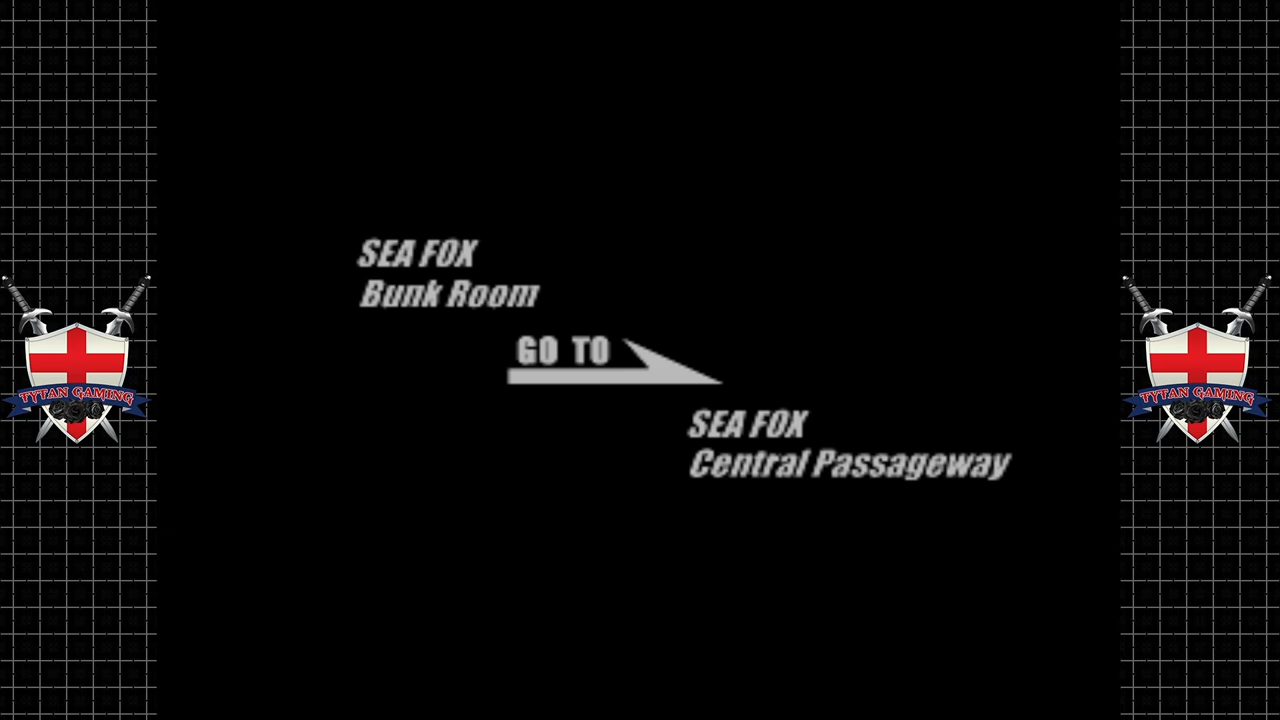 SEA FOX
Bunk Room
GO TO
SEA FOX
Central Passageway
TYTAN GAMING
TYTAN GAMING